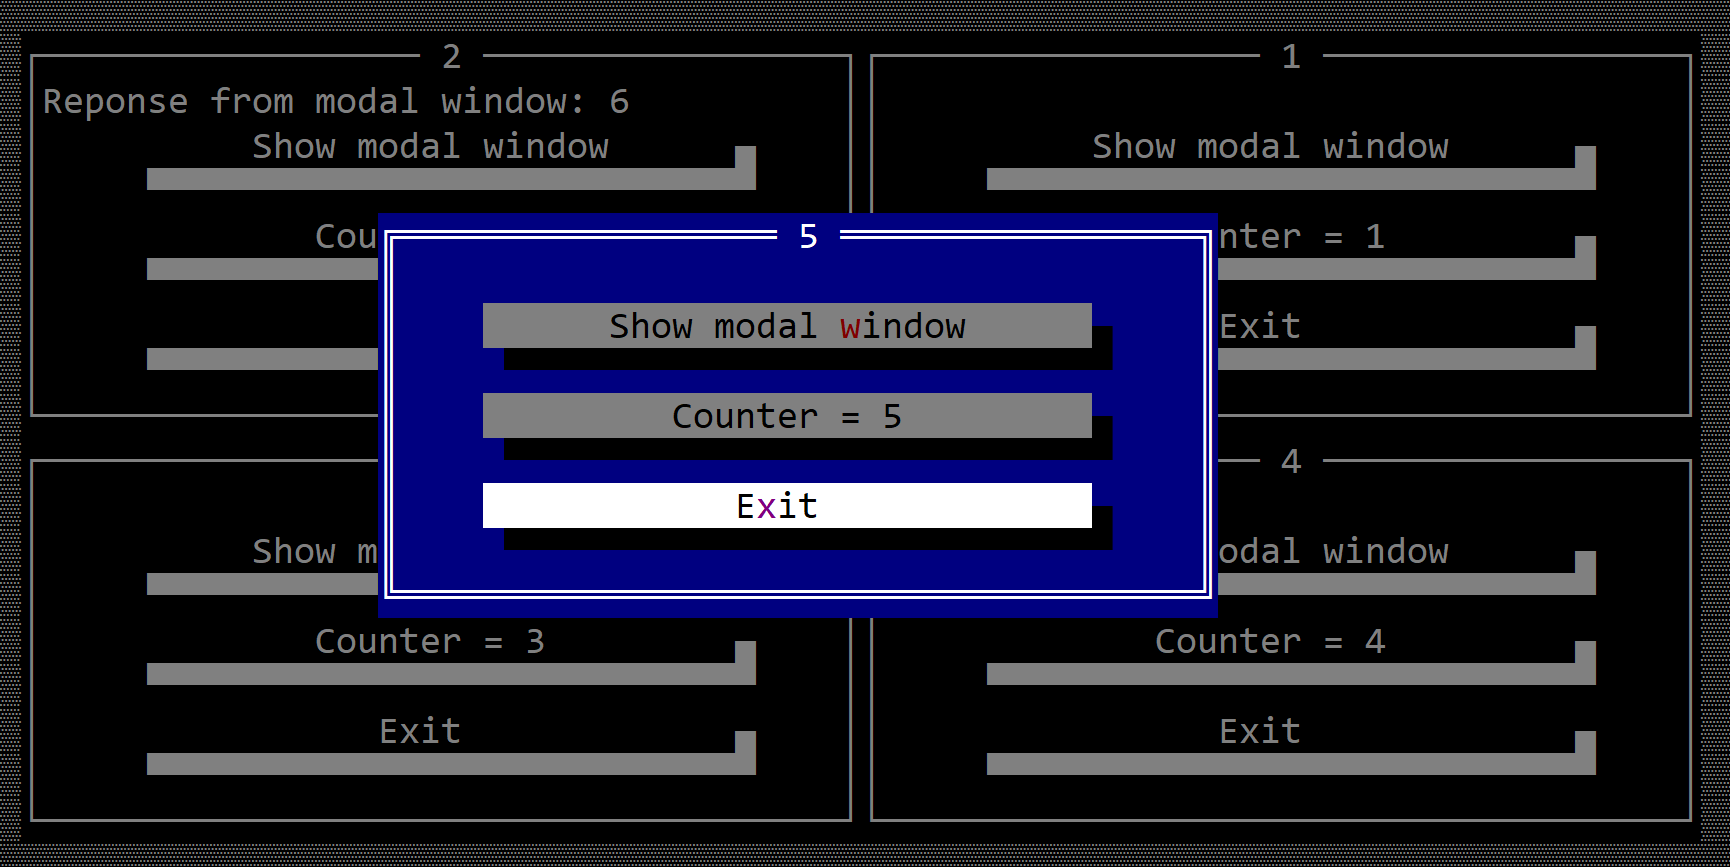 2
Reponse from modal window: 6
Show modal window
Cou
1
Show modal window
nter = 1
Exit
5
Show modal window
Counter = 5
Exit
Show m
Counter = 3
Exit
4
odal window
Counter = 4
Exit